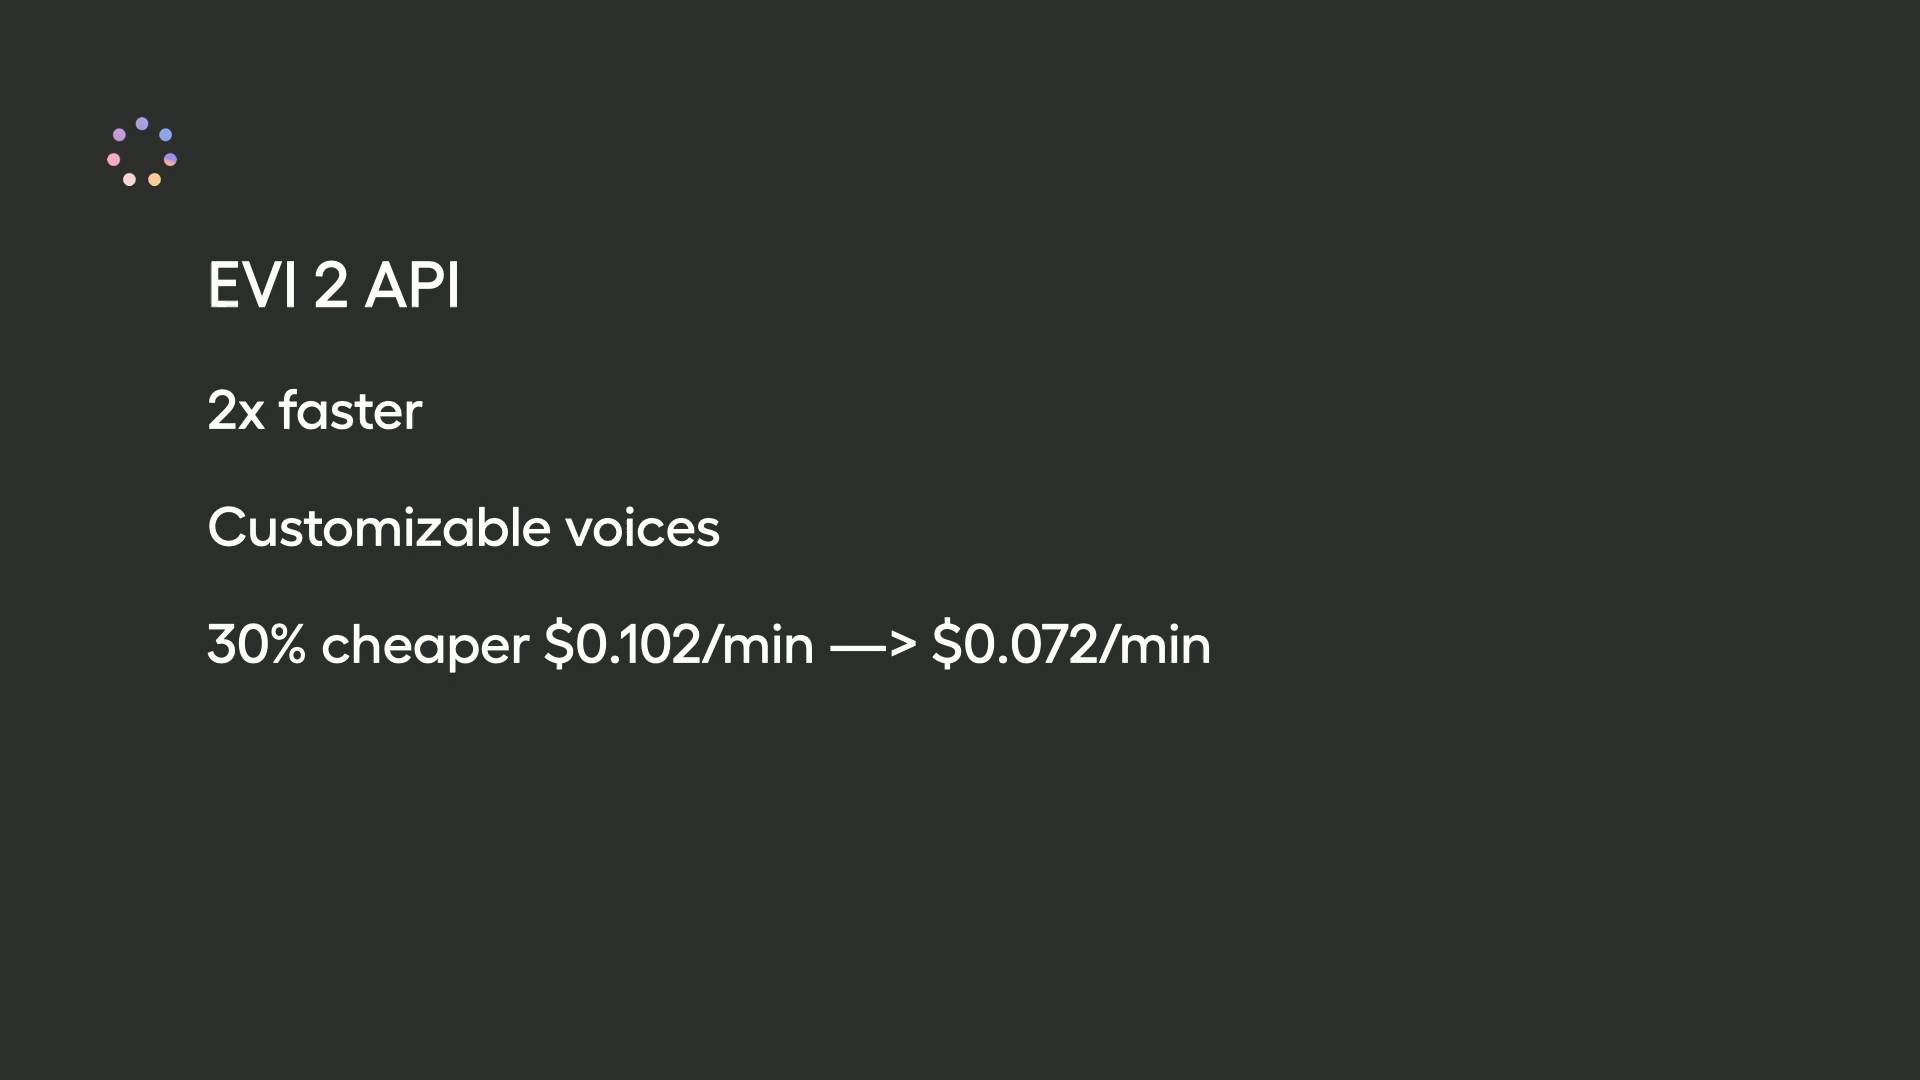 EVI 2 API
2x faster
Customizable voices
30% cheaper $0.102/min —> $0.072/min